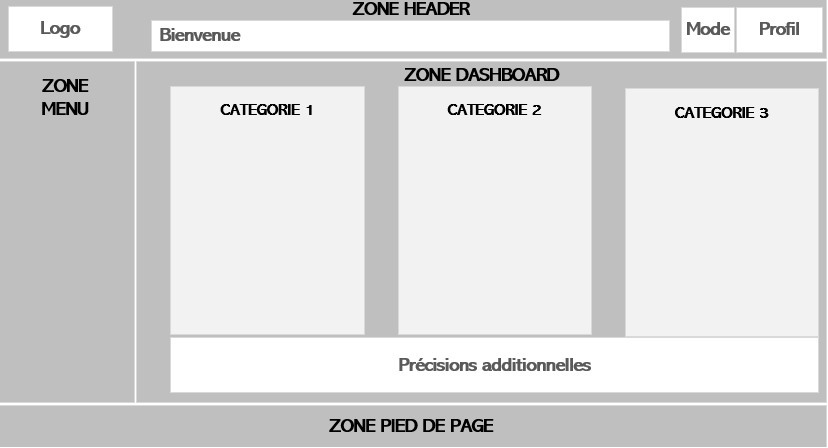 ZONE HEADER
Logo
Bienvenue
Mode
Profil
ZONE
MENU
ZONE DASHBOARD
CATEGORIE 1
CATEGORIE 2
CATEGORIE 3
Précisions additionnelles
ZONE PIED DE PAGE